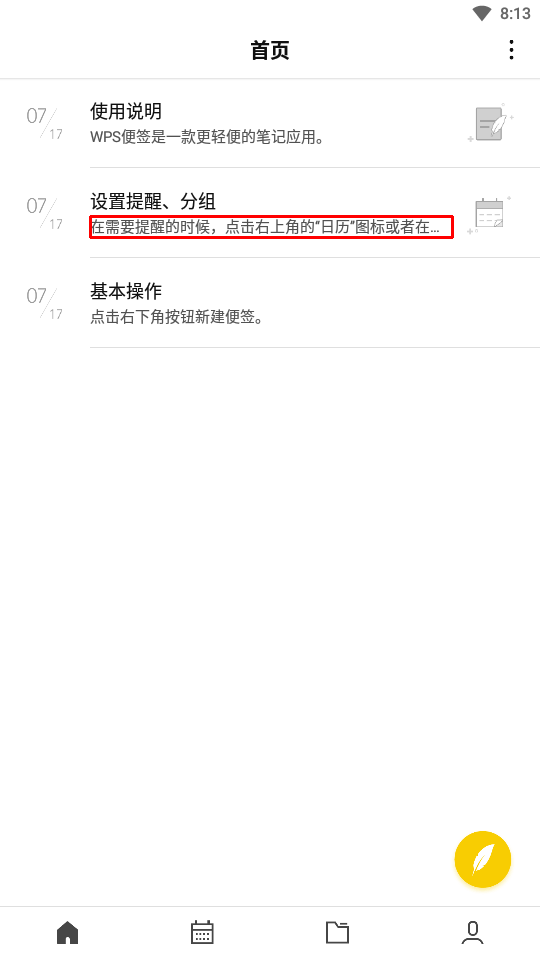 8:13
首页
07/17
使用说明
WPS便签是一款更轻便的笔记应用。
07/17
设置提醒、分组
在需要提醒的时候，点击右上角的“日历”图标或者在…
07/17
基本操作
点击右下角按钮新建便签。